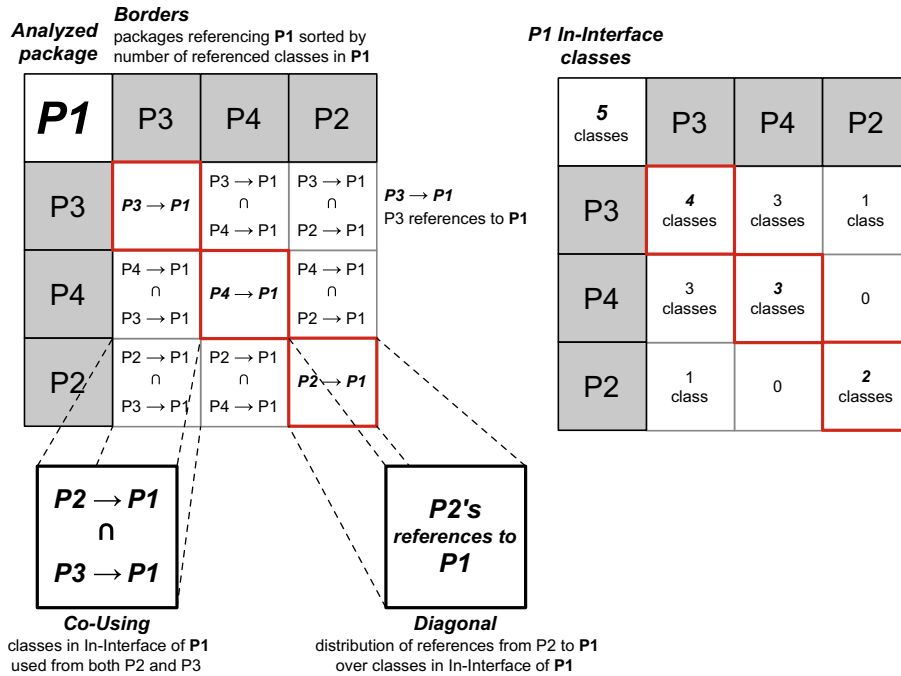 Analyzed
package
Borders
packages referencing P1 sorted by
number of referenced classes in P1
P1 P3 P4 P2
P3
P3 → P1
P3 → P1
∩
P4 → P1
P3 → P1
∩
P2 → P1
P4
P4 → P1
∩
P3 → P1
P4 → P1
P4 → P1
∩
P2 → P1
P2
P2 → P1
∩
P3 → P1
P2 → P1
∩
P4 → P1
P2 → P1
P3 → P1
P3 references to P1
P2 → P1
∩
P3 → P1
Co-Using
classes in In-Interface of P1
used from both P2 and P3
P2's
references to
P1
Diagonal
distribution of references from P2 to P1
over classes in In-Interface of P1
P1 In-Interface
classes
5
classes
P3 P4 P2
P3
4
classes
3
classes
1
class
P4
3
classes
3
classes
0
P2
1
class
0
2
classes